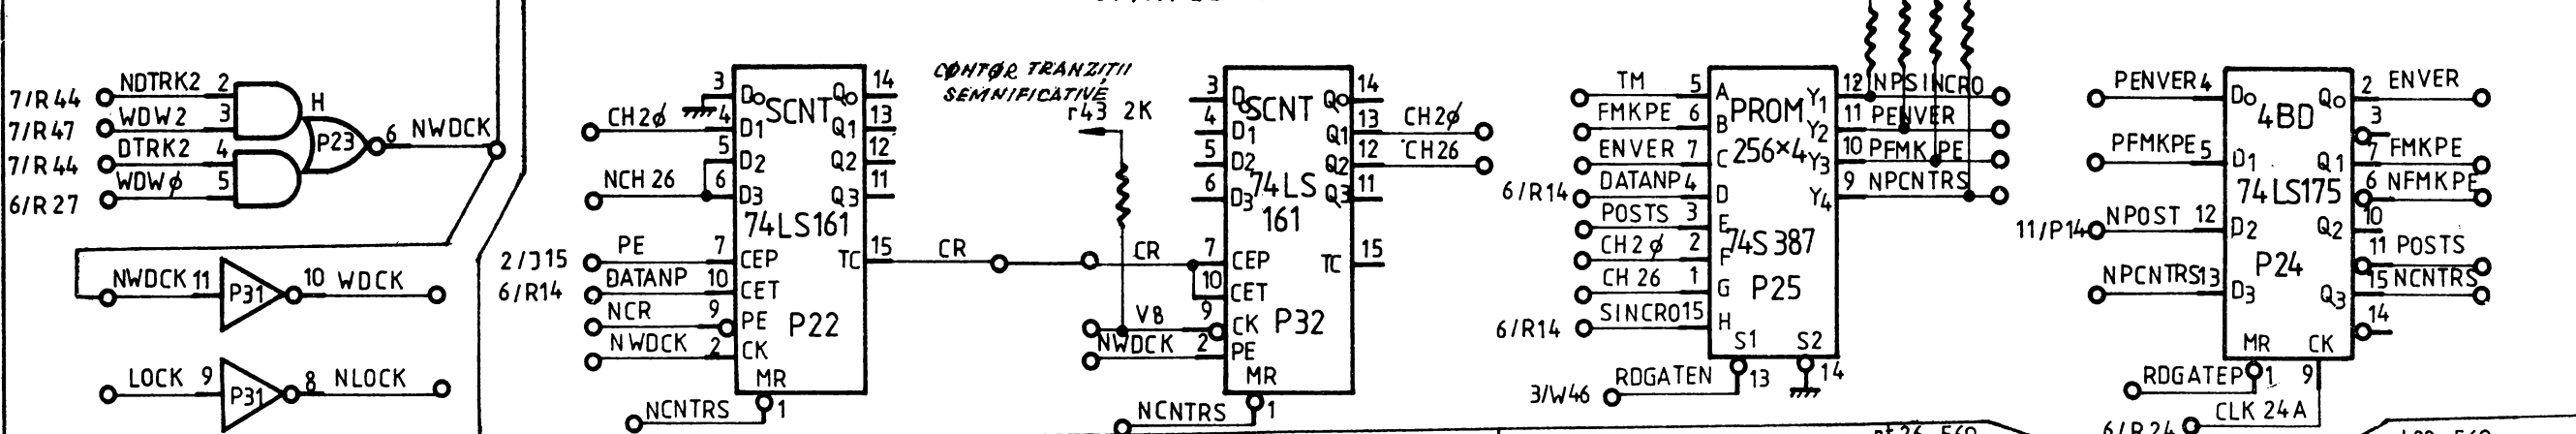 7/R44 NDTRK2 2
7/R47 WDW2 3
7/R44 DTRK2 4
6/R27 WDWØ 5
H
P23
6 NWDCK
NWDCK 11 P31 10 WDCK
LOCK 9 P31 8 NLOCK
3 D0 SCNT Q0 14
CH2Ø 4 D1 Q1 13
5 D2 Q2 12
NCH 26 6 D3 Q3 11
74LS161
2/J15 PE 7 CEP TC 15 CR
6/R14 DATANP 10 CET
NCR 9 PE P22
NWDCK 2 CK
MR
NCNTRS 1
CØNTØR TRANZIȚII
SEMNIFICATIVE
r43 2K
3 D0 SCNT Q0 14
4 D1 Q1 13 CH2Ø
5 D2 Q2 12 CH26
6 D3 Q3 11
74LS
161
CR 7 CEP TC 15
10 CET
V8 9 CK P32
NWDCK 2 PE
MR
NCNTRS 1
TM 5 A PROM Y1 12 NPSINCRO
FMKPE 6 B Y2 11 PENVER
ENVER 7 C 256×4 Y3 10 PFMKPE
6/R14 DATANP 4 D Y4 9 NPCNTRS
POSTS 3 E
CH2Ø 2 F 74S387
CH 26 1 G P25
6/R14 SINCRO 15 H
S1 S2
3/W46 RDGATEN 13 14
PENVER 4 D0 4BD Q0 2 ENVER
3
PFMKPE 5 D1 Q1 7 FMKPE
74LS175 6 NFMKPE
11/P14 NPOST 12 D2 Q2 10
P24 11 POSTS
NPCNTRS 13 D3 Q3 15 NCNTRS
14
MR CK
RDGATEP 1 9
6/R24 CLK 24A